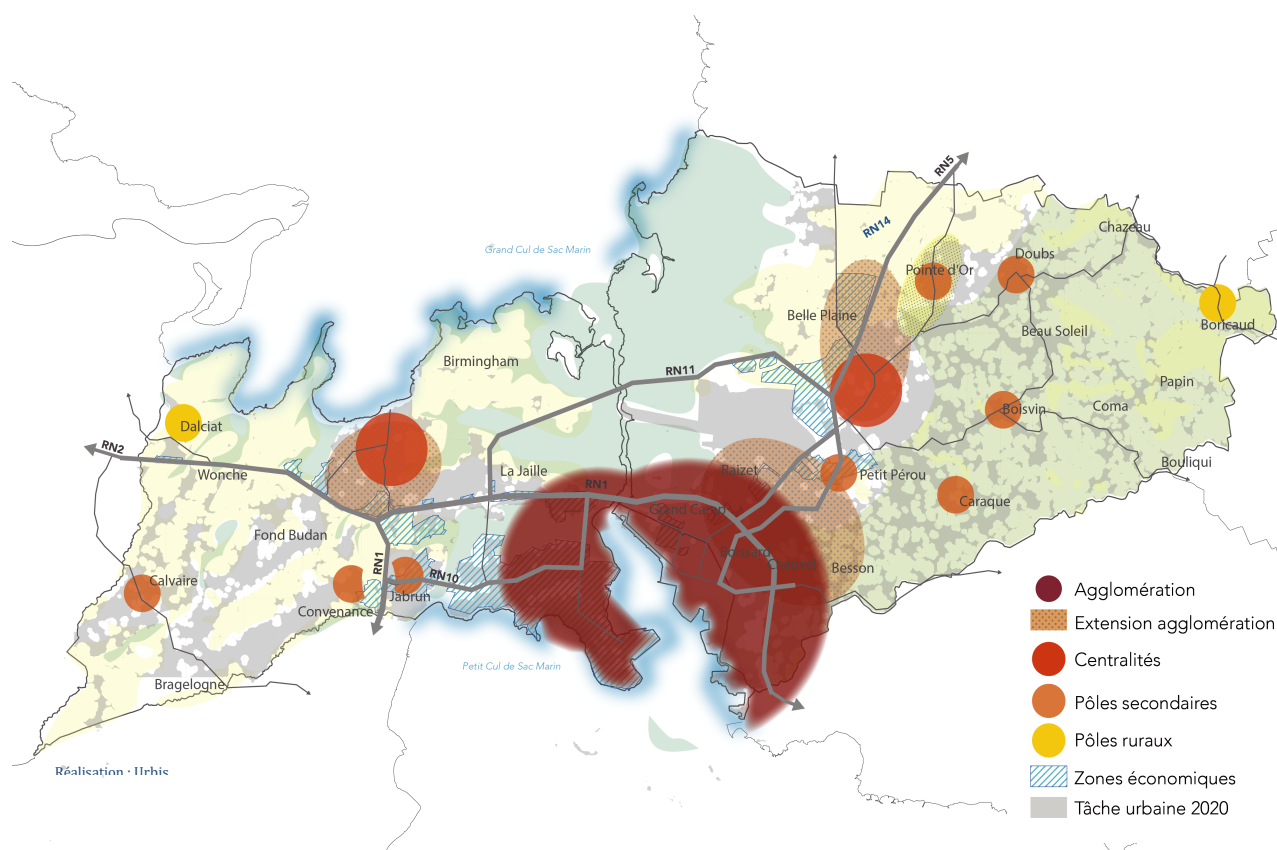 RN5
RN14
Chazeau
Grand Cul de Sac Marin
Doubs
Pointe d'Or
Belle Plaine
Boricaud
Beau Soleil
Birmingham
RN11
Papin
Coma
Boisvin
Dalciat
RN2
Bouliqui
Wonche
La Jaille
Raizet
Petit Pérou
RN1
Caraque
Grand Camp
Fond Budan
RN1
Besson
RN10
Calvaire
Jabrun
Convenance
Petit Cul de Sac Marin
Bragelogne
Réalisation : Urbis
Agglomération
Extension agglomération
Centralités
Pôles secondaires
Pôles ruraux
Zones économiques
Tâche urbaine 2020